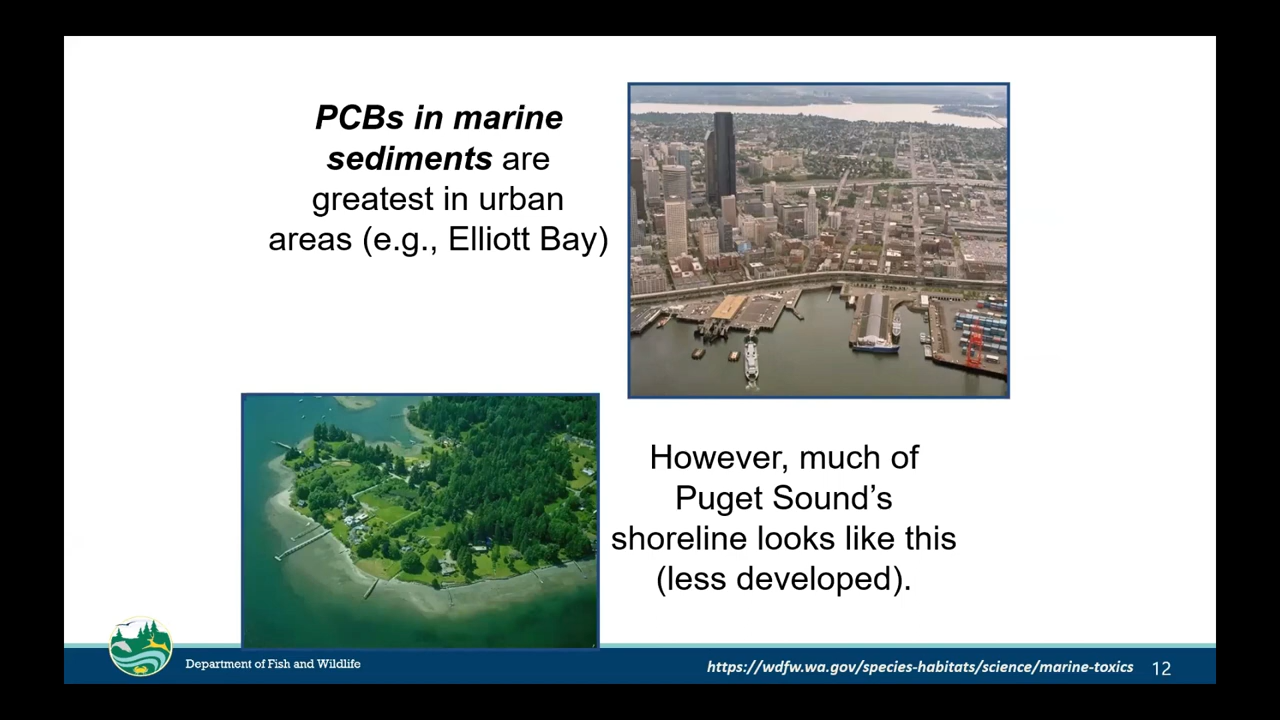 PCBs in marine
sediments are
greatest in urban
areas (e.g., Elliott Bay)
However, much of
Puget Sound’s
shoreline looks like this
(less developed).
Department of Fish and Wildlife
https://wdfw.wa.gov/species-habitats/science/marine-toxics 12